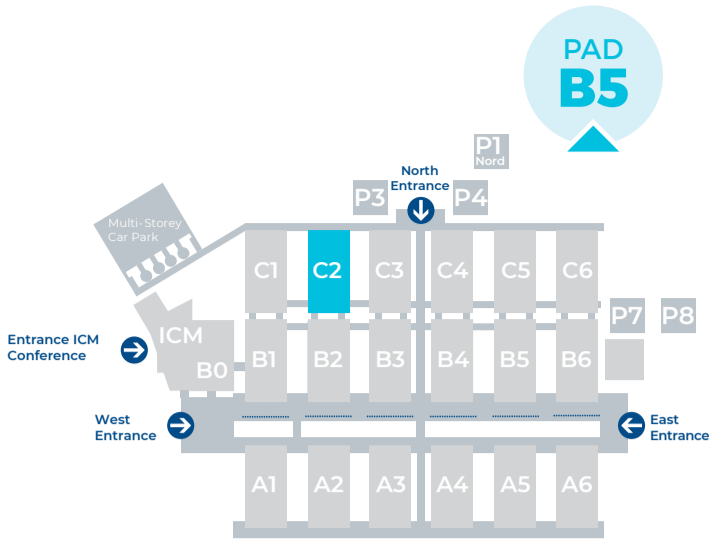 PAD
B5
P1
Nord
North
Entrance
P3
P4
Multi-Storey
Car Park
C1
C2
C3
C4
C5
C6
P7
P8
Entrance ICM
Conference
ICM
B0
B1
B2
B3
B4
B5
B6
West
Entrance
East
Entrance
A1
A2
A3
A4
A5
A6